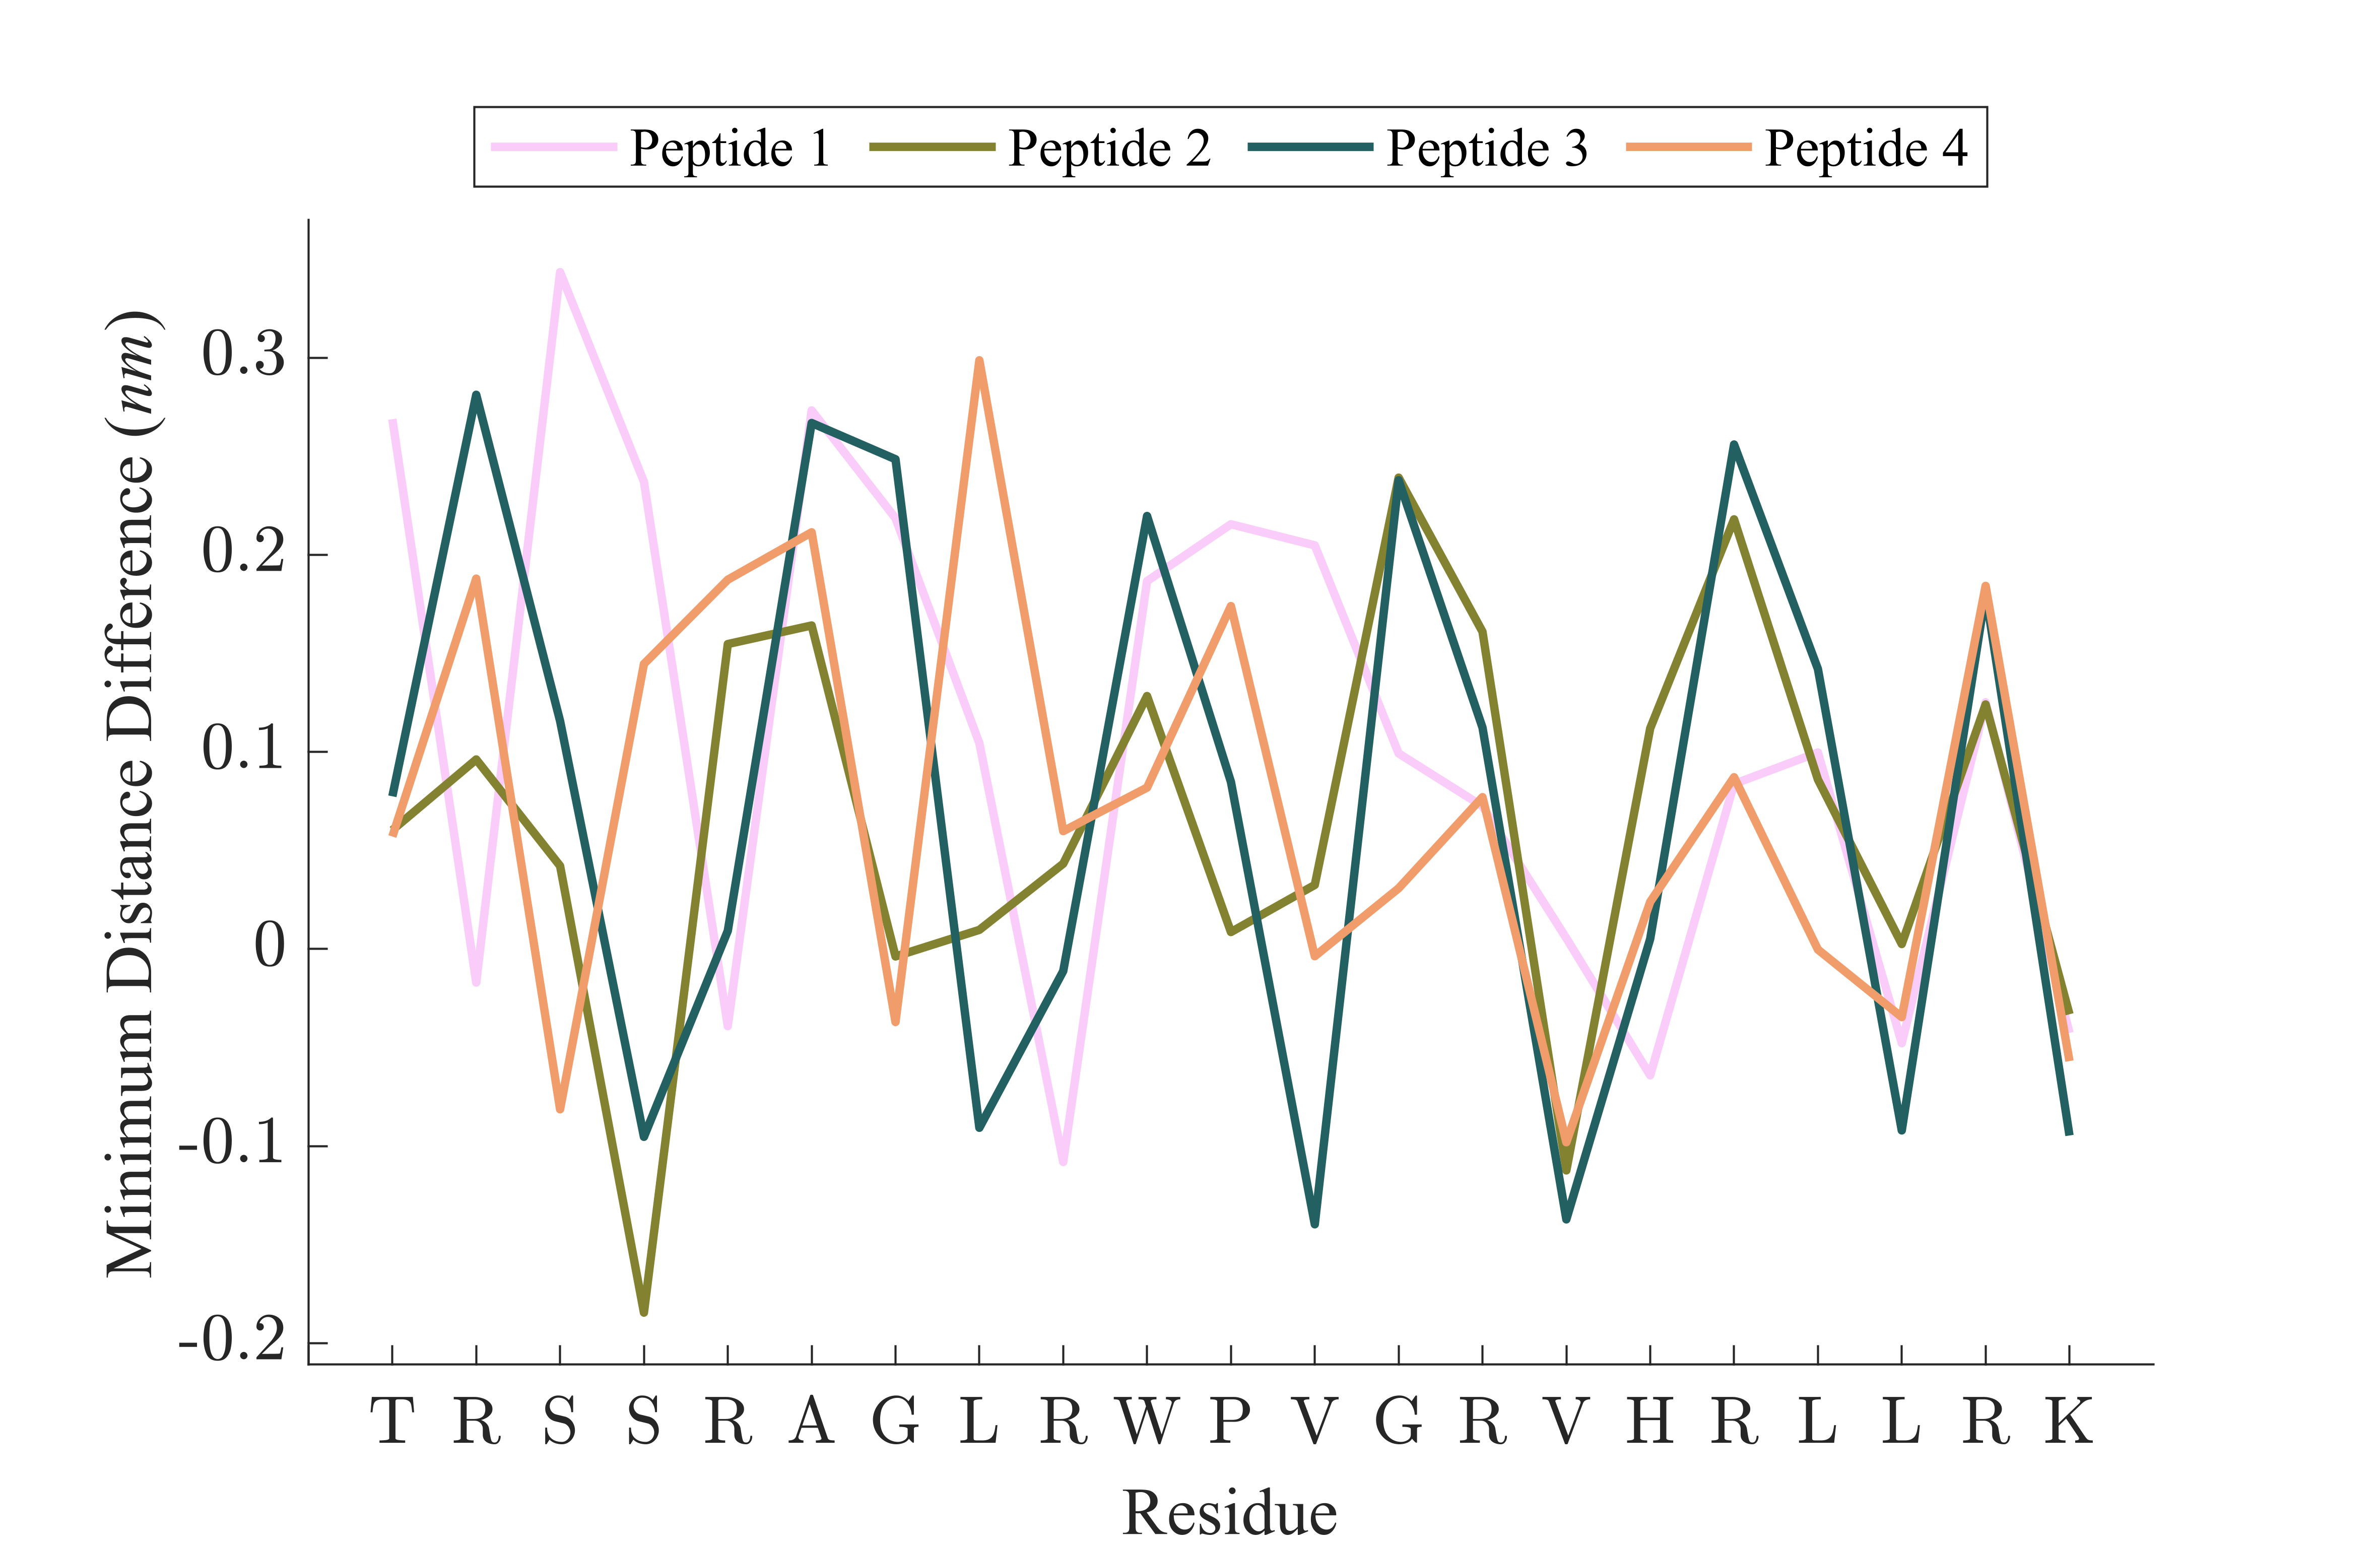 Peptide 1 Peptide 2 Peptide 3 Peptide 4
Minimum Distance Difference (nm)
0.3
0.2
0.1
0
-0.1
-0.2
T R S S R A G L R W P V G R V H R L L R K
Residue